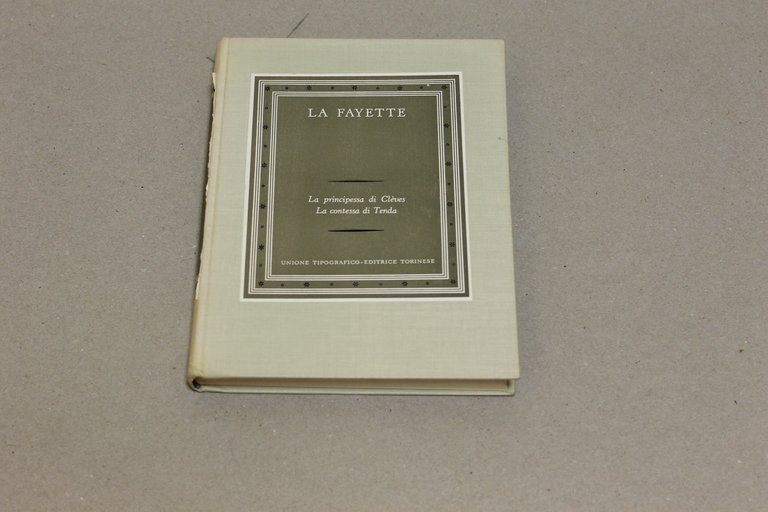 LA FAYETTE
La principessa di Clèves
La contessa di Tenda
UNIONE TIPOGRAFICO-EDITRICE TORINESE